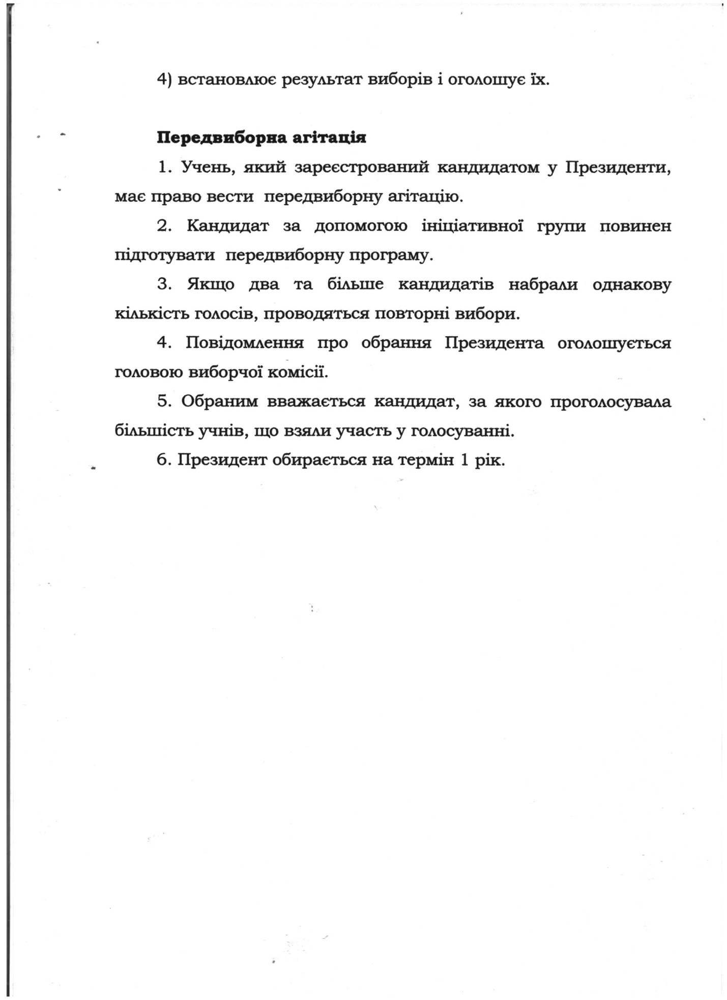 4) встановлює результат виборів і оголошує їх.
Передвиборна агітація
1. Учень, який зареєстрований кандидатом у Президенти,
має право вести передвиборну агітацію.
2. Кандидат за допомогою ініціативної групи повинен
підготувати передвиборну програму.
3. Якщо два та більше кандидатів набрали однакову
кількість голосів, проводяться повторні вибори.
4. Повідомлення про обрання Президента оголошується
головою виборчої комісії.
5. Обраним вважається кандидат, за якого проголосувала
більшість учнів, що взяли участь у голосуванні.
6. Президент обирається на термін 1 рік.